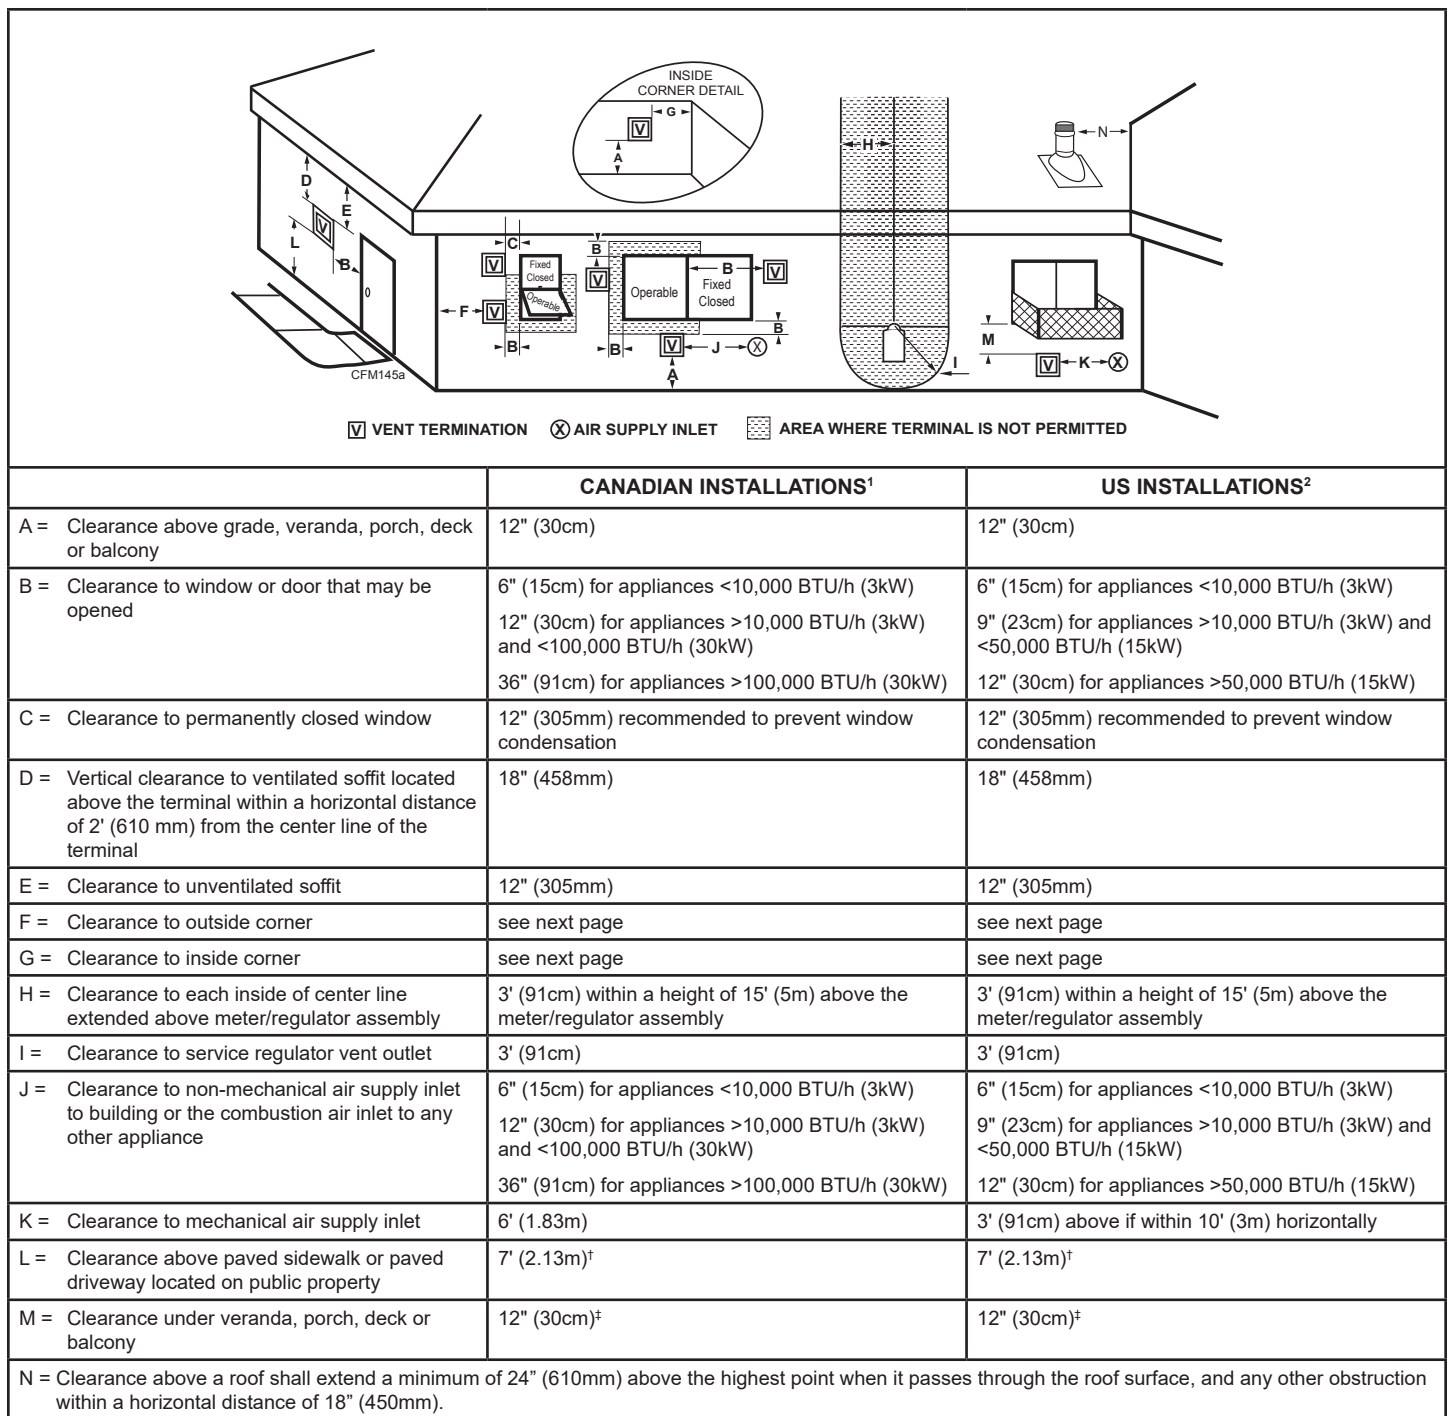 INSIDE
CORNER DETAIL
G
V
A
H
N
D
E
V
L
B
C
V
Fixed
Closed
Operable
F
V
B
B
V
Operable
B
Fixed
Closed
V
B
B
V
J
X
A
I
M
V
K
X
CFM145a
V VENT TERMINATION
X AIR SUPPLY INLET
AREA WHERE TERMINAL IS NOT PERMITTED
CANADIAN INSTALLATIONS¹
US INSTALLATIONS²
A = Clearance above grade, veranda, porch, deck
or balcony
12" (30cm)
12" (30cm)
B = Clearance to window or door that may be
opened
6" (15cm) for appliances <10,000 BTU/h (3kW)
12" (30cm) for appliances >10,000 BTU/h (3kW)
and <100,000 BTU/h (30kW)
36" (91cm) for appliances >100,000 BTU/h (30kW)
6" (15cm) for appliances <10,000 BTU/h (3kW)
9" (23cm) for appliances >10,000 BTU/h (3kW) and
<50,000 BTU/h (15kW)
12" (30cm) for appliances >50,000 BTU/h (15kW)
C = Clearance to permanently closed window
12" (305mm) recommended to prevent window
condensation
12" (305mm) recommended to prevent window
condensation
D = Vertical clearance to ventilated soffit located
above the terminal within a horizontal distance
of 2' (610 mm) from the center line of the
terminal
18" (458mm)
18" (458mm)
E = Clearance to unventilated soffit
12" (305mm)
12" (305mm)
F = Clearance to outside corner
see next page
see next page
G = Clearance to inside corner
see next page
see next page
H = Clearance to each inside of center line
extended above meter/regulator assembly
3' (91cm) within a height of 15' (5m) above the
meter/regulator assembly
3' (91cm) within a height of 15' (5m) above the
meter/regulator assembly
I = Clearance to service regulator vent outlet
3' (91cm)
3' (91cm)
J = Clearance to non-mechanical air supply inlet
to building or the combustion air inlet to any
other appliance
6" (15cm) for appliances <10,000 BTU/h (3kW)
12" (30cm) for appliances >10,000 BTU/h (3kW)
and <100,000 BTU/h (30kW)
36" (91cm) for appliances >100,000 BTU/h (30kW)
6" (15cm) for appliances <10,000 BTU/h (3kW)
9" (23cm) for appliances >10,000 BTU/h (3kW) and
<50,000 BTU/h (15kW)
12" (30cm) for appliances >50,000 BTU/h (15kW)
K = Clearance to mechanical air supply inlet
6' (1.83m)
3' (91cm) above if within 10' (3m) horizontally
L = Clearance above paved sidewalk or paved
driveway located on public property
7' (2.13m)†
7' (2.13m)†
M = Clearance under veranda, porch, deck or
balcony
12" (30cm)‡
12" (30cm)‡
N = Clearance above a roof shall extend a minimum of 24” (610mm) above the highest point when it passes through the roof surface, and any other obstruction
within a horizontal distance of 18” (450mm).